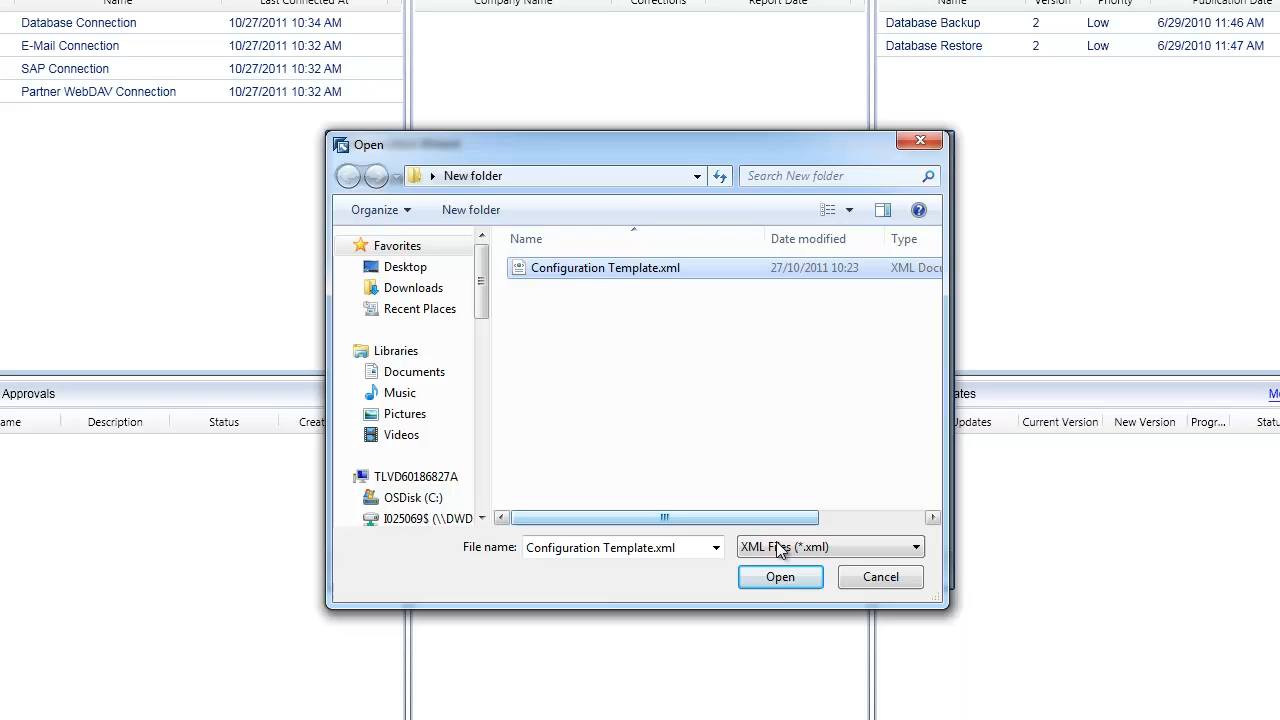 Name Last Connected At
Database Connection 10/27/2011 10:34 AM
E-Mail Connection 10/27/2011 10:32 AM
SAP Connection 10/27/2011 10:32 AM
Partner WebDAV Connection 10/27/2011 10:32 AM
Company Name Corrections Report Date
Name Version Priority Publication Date
Database Backup 2 Low 6/29/2010 11:46 AM
Database Restore 2 Low 6/29/2010 11:47 AM
Open
New folder
Search New folder
Organize New folder
Favorites
Desktop
Downloads
Recent Places
Libraries
Documents
Music
Pictures
Videos
TLVD60186827A
OSDisk (C:)
I025069$ (\\DWD
Name Date modified Type
Configuration Template.xml 27/10/2011 10:23 XML Docu
File name: Configuration Template.xml XML Files (*.xml)
Open Cancel
Approvals
ame Description Status Creat
ates Mo
Updates Current Version New Version Progr... Statu